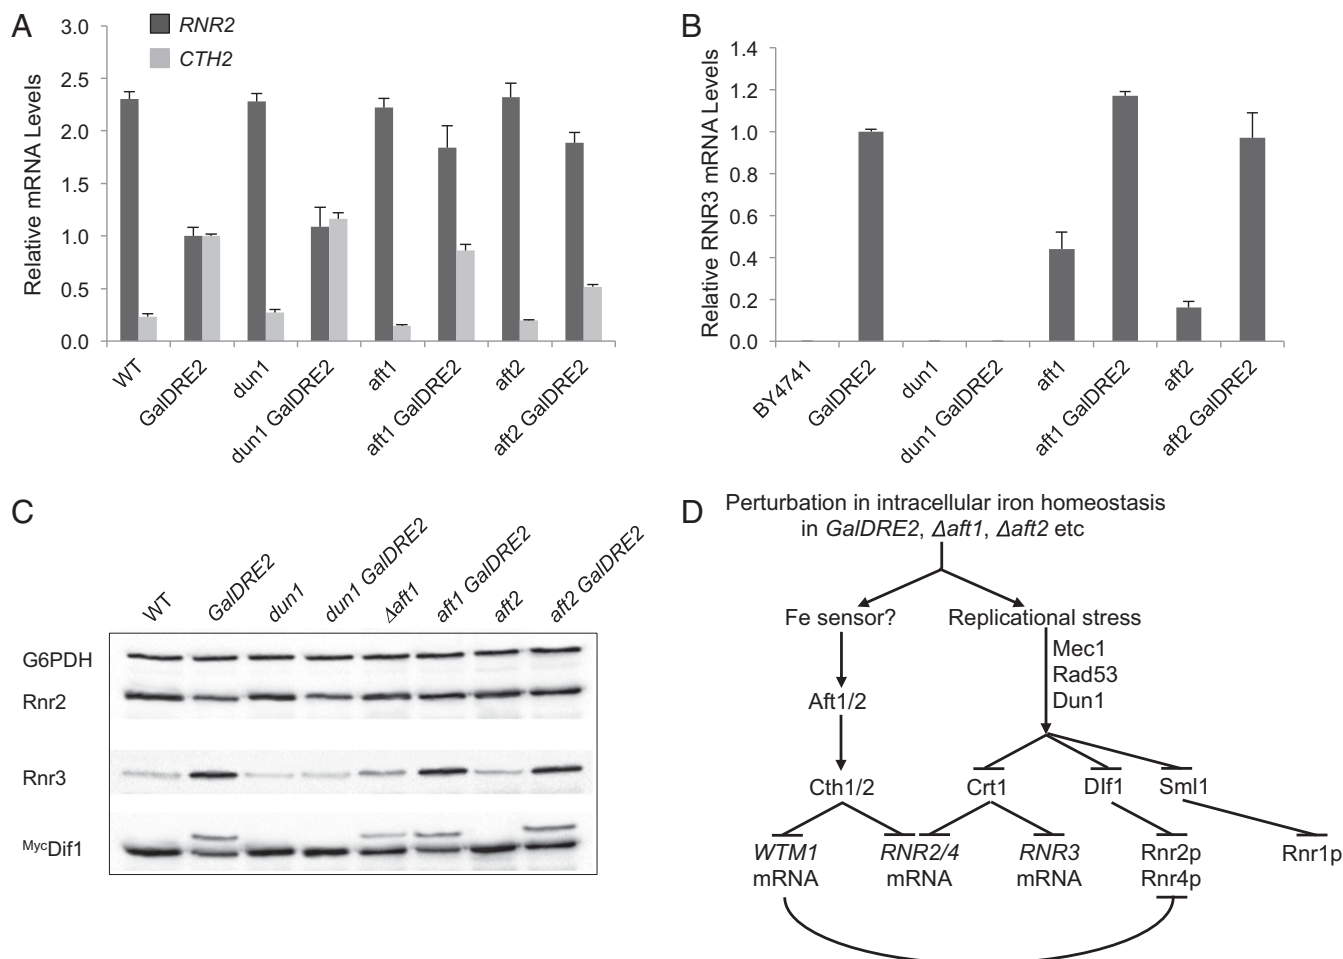 A
Relative mRNA Levels
3.0
2.5
2.0
1.5
1.0
0.5
0.0
RNR2
CTH2
WT
GalDRE2
dun1
dun1 GalDRE2
aft1
aft1 GalDRE2
aft2
aft2 GalDRE2
B
Relative RNR3 mRNA Levels
1.4
1.2
1.0
0.8
0.6
0.4
0.2
0.0
BY4741
GalDRE2
dun1
dun1 GalDRE2
aft1
aft1 GalDRE2
aft2
aft2 GalDRE2
C
WT
GalDRE2
dun1
dun1 GalDRE2
Δaft1
aft1 GalDRE2
aft2
aft2 GalDRE2
G6PDH
Rnr2
Rnr3
MycDif1
D
Perturbation in intracellular iron homeostasis
in GalDRE2, Δaft1, Δaft2 etc
Fe sensor?
Replicational stress
Mec1
Rad53
Dun1
Aft1/2
Cth1/2
Crt1
DIf1
Sml1
WTM1
mRNA
RNR2/4
mRNA
RNR3
mRNA
Rnr2p
Rnr4p
Rnr1p